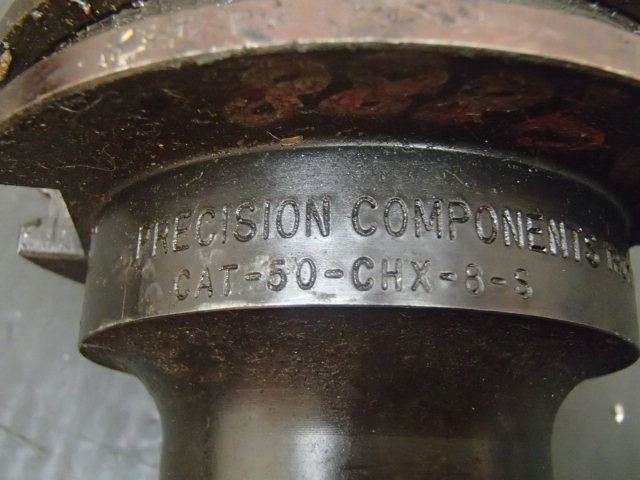 PRECISION COMPONENTS
CAT-50-CHX-8-S